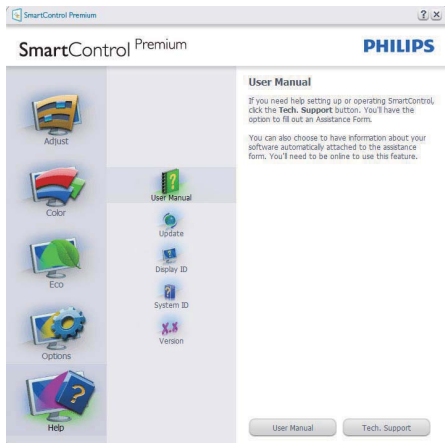 SmartControl Premium
SmartControl Premium
PHILIPS
Adjust
Color
Eco
Options
Help
User Manual
Update
Display ID
System ID
X.X
Version
User Manual
If you need help setting up or operating SmartControl,
click the Tech. Support button. You'll have the
option to fill out an Assistance Form.
You can also choose to have information about your
software automatically attached to the assistance
form. You'll need to be online to use this feature.
User Manual
Tech. Support